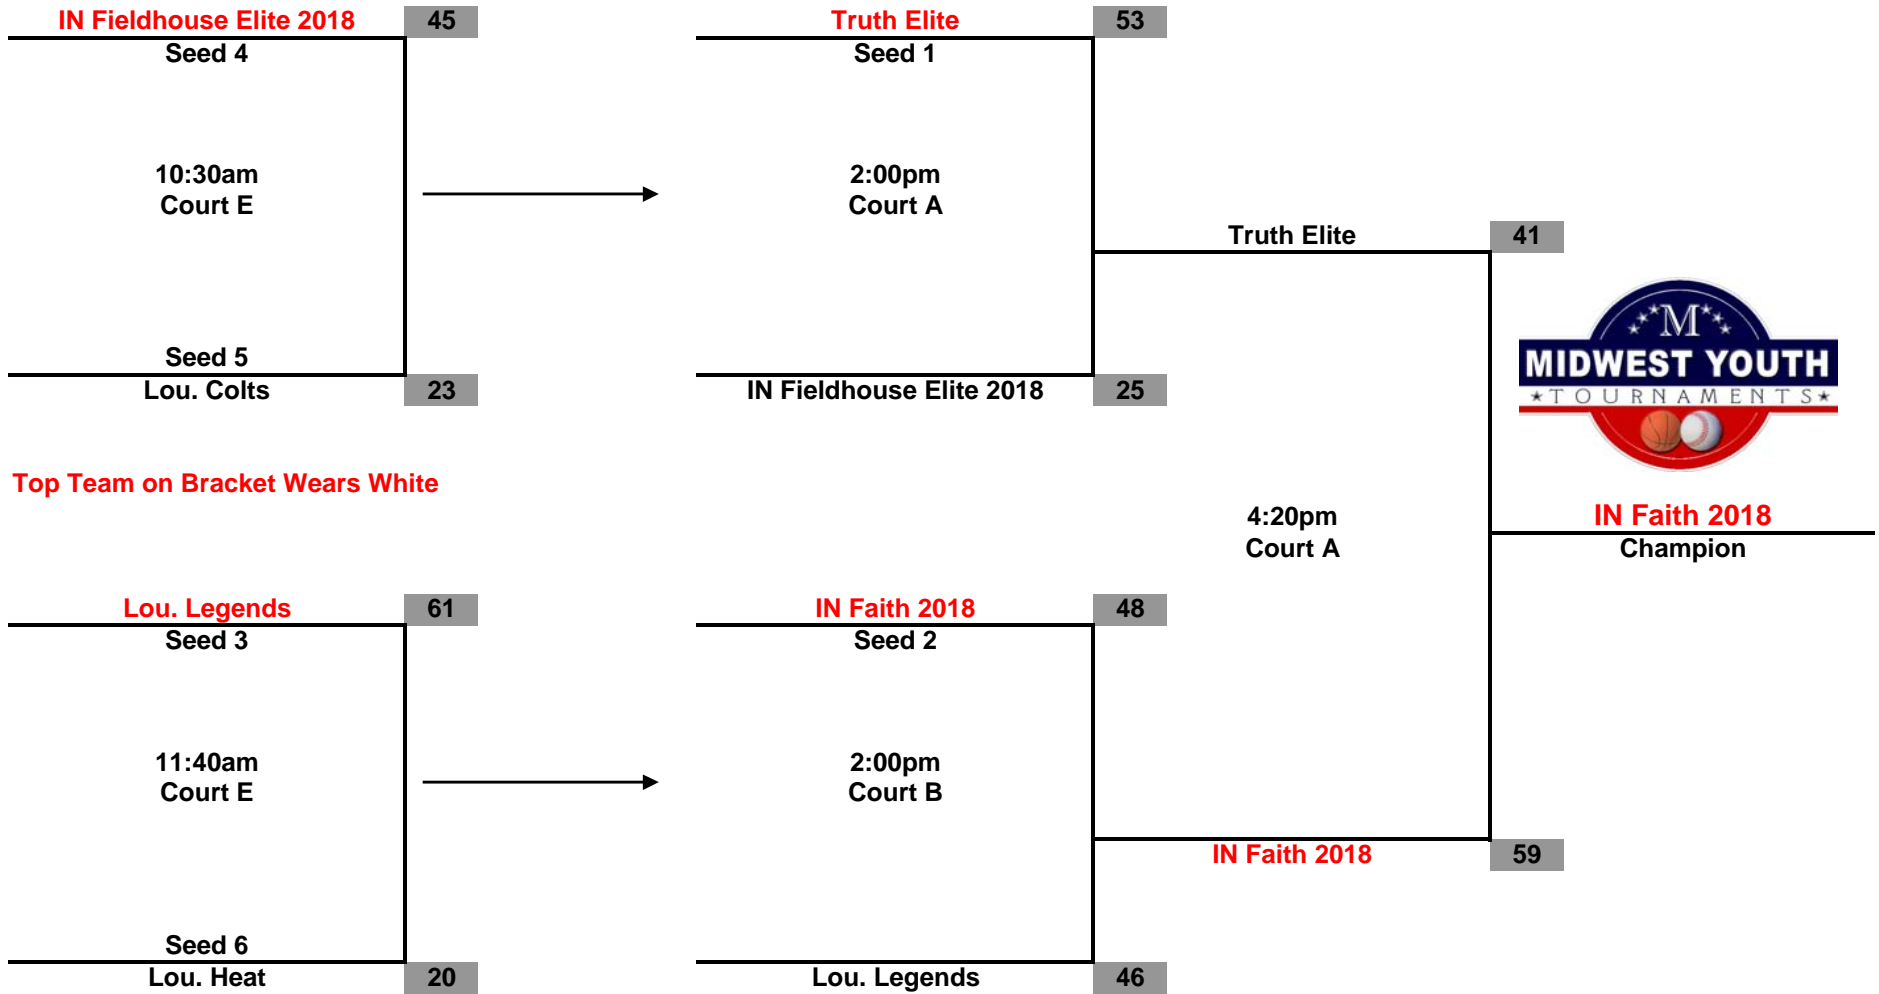 IN Fieldhouse Elite 2018 45
Seed 4
10:30am
Court E
Seed 5
Lou. Colts 23
Truth Elite 53
Seed 1
2:00pm
Court A
IN Fieldhouse Elite 2018 25
Truth Elite 41
M
MIDWEST YOUTH
★TOURNAMENTS★
Top Team on Bracket Wears White
4:20pm
Court A
IN Faith 2018
Champion
Lou. Legends 61
Seed 3
11:40am
Court E
Seed 6
Lou. Heat 20
IN Faith 2018 48
Seed 2
2:00pm
Court B
Lou. Legends 46
IN Faith 2018 59